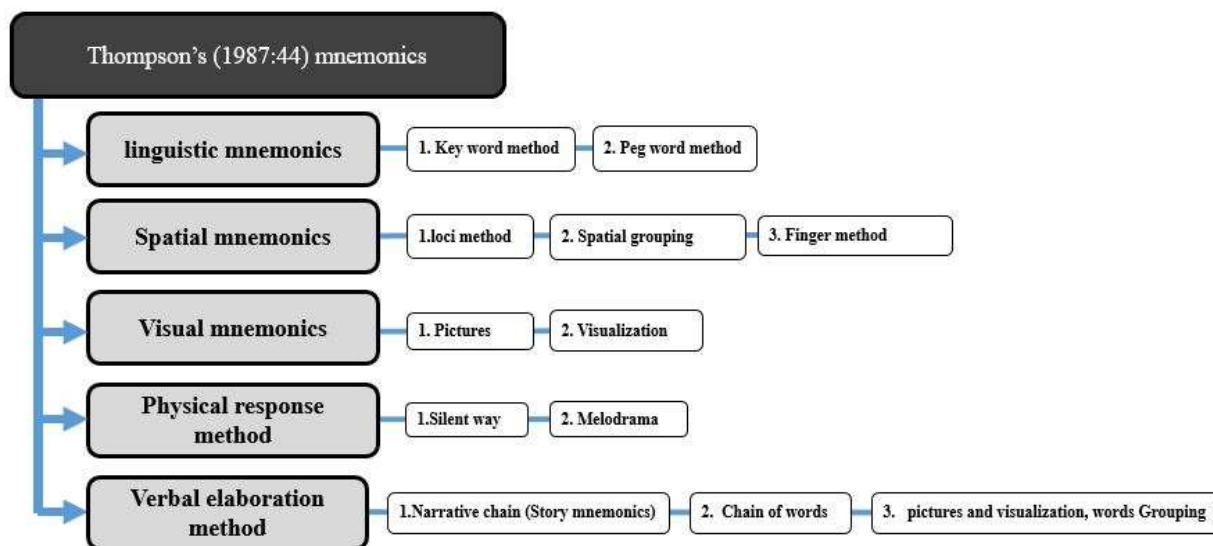 Thompson’s (1987:44) mnemonics
linguistic mnemonics
1. Key word method
2. Peg word method
Spatial mnemonics
1.loci method
2. Spatial grouping
3. Finger method
Visual mnemonics
1. Pictures
2. Visualization
Physical response
method
1.Silent way
2. Melodrama
Verbal elaboration
method
1.Narrative chain (Story mnemonics)
2. Chain of words
3. pictures and visualization, words Grouping